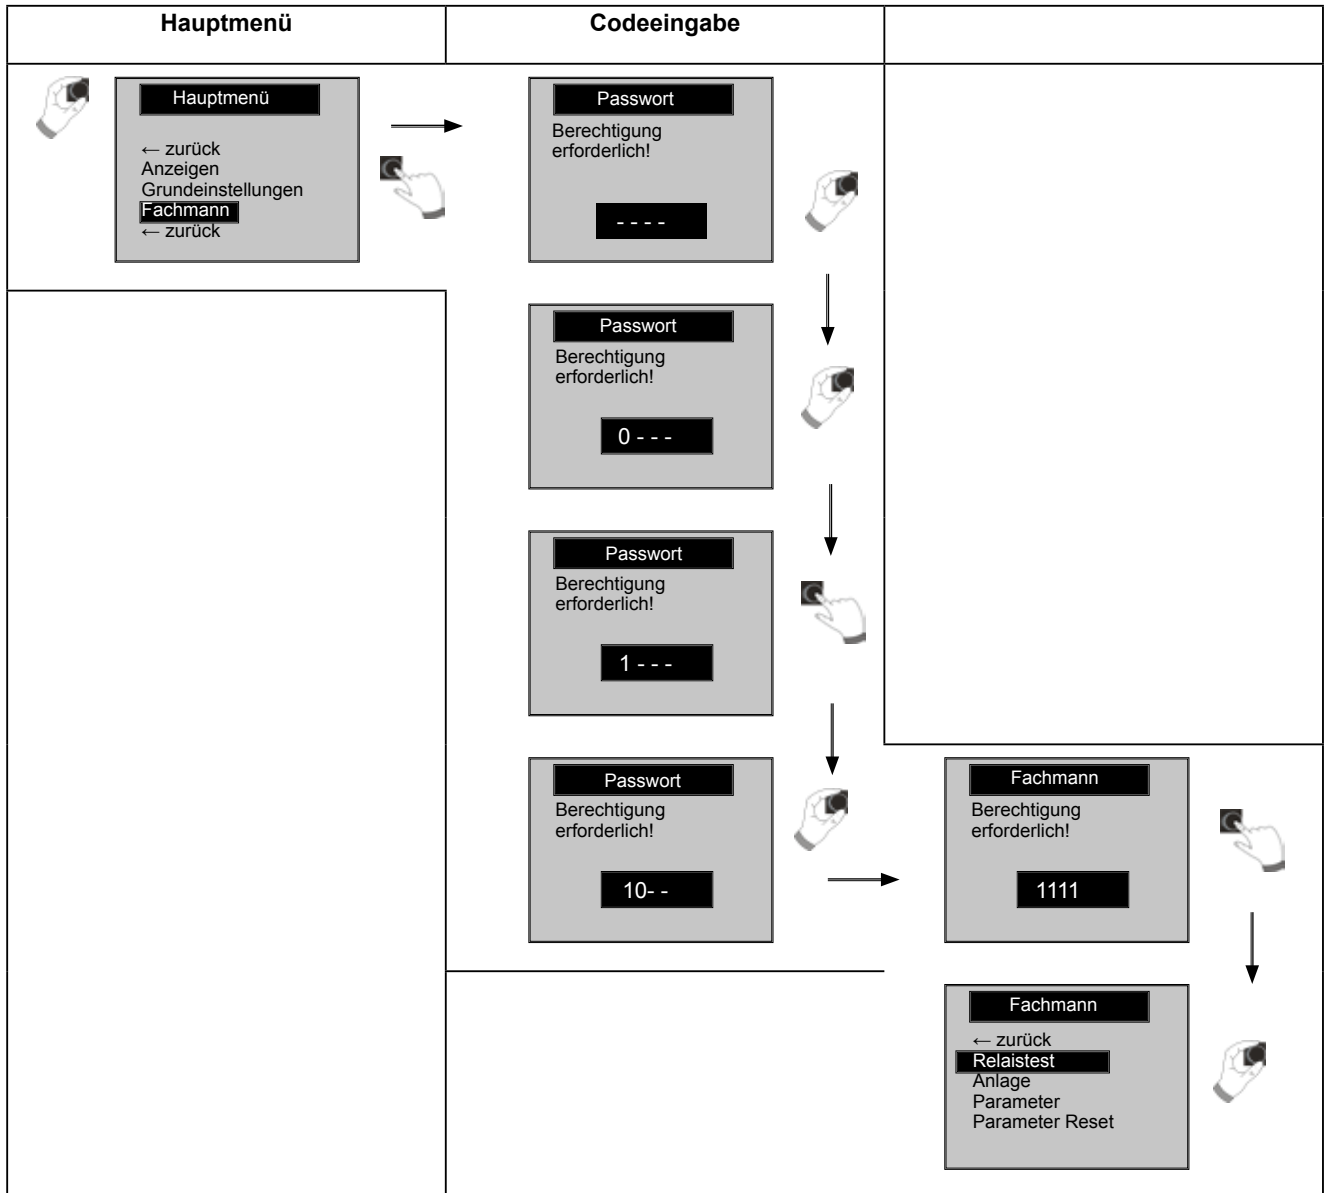 Hauptmenü
Codeeingabe
Hauptmenü
← zurück
Anzeigen
Grundeinstellungen
Fachmann
← zurück
Passwort
Berechtigung
erforderlich!
- - - -
Passwort
Berechtigung
erforderlich!
0 - - -
Passwort
Berechtigung
erforderlich!
1 - - -
Passwort
Berechtigung
erforderlich!
10- -
Fachmann
Berechtigung
erforderlich!
1111
Fachmann
← zurück
Relaistest
Anlage
Parameter
Parameter Reset